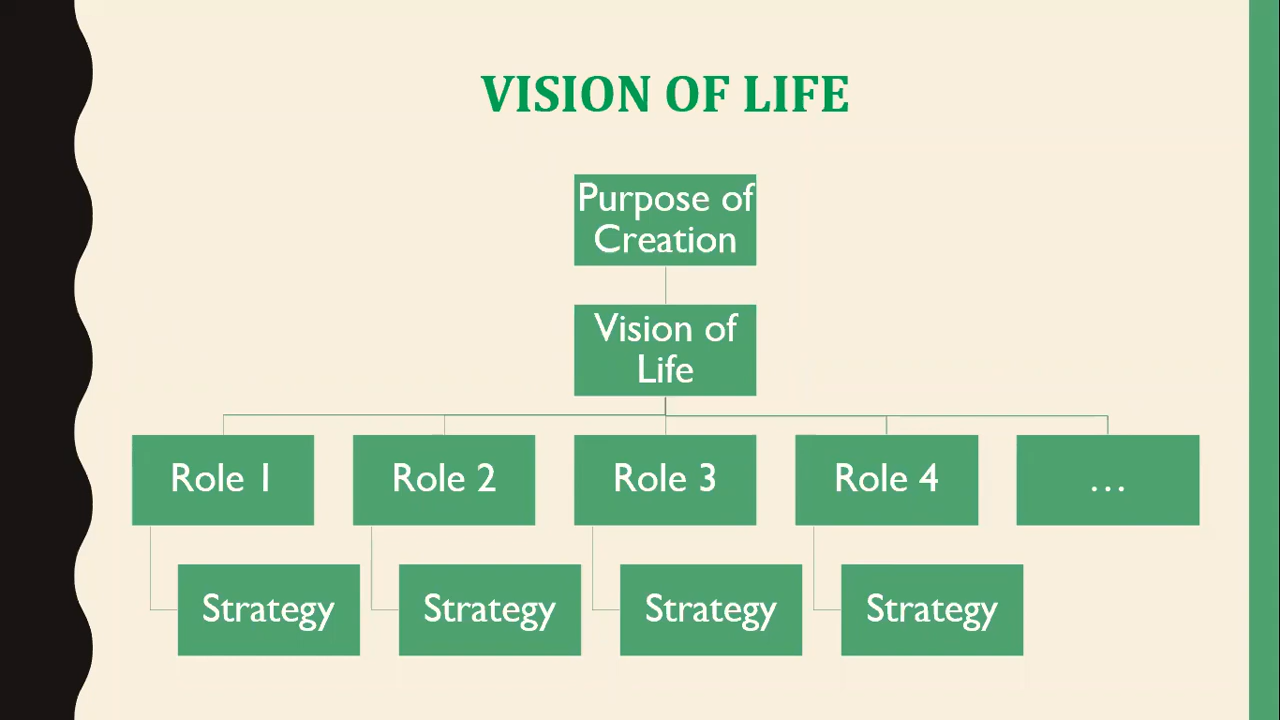 VISION OF LIFE
Purpose of
Creation
Vision of
Life
Role 1
Role 2
Role 3
Role 4
...
Strategy
Strategy
Strategy
Strategy